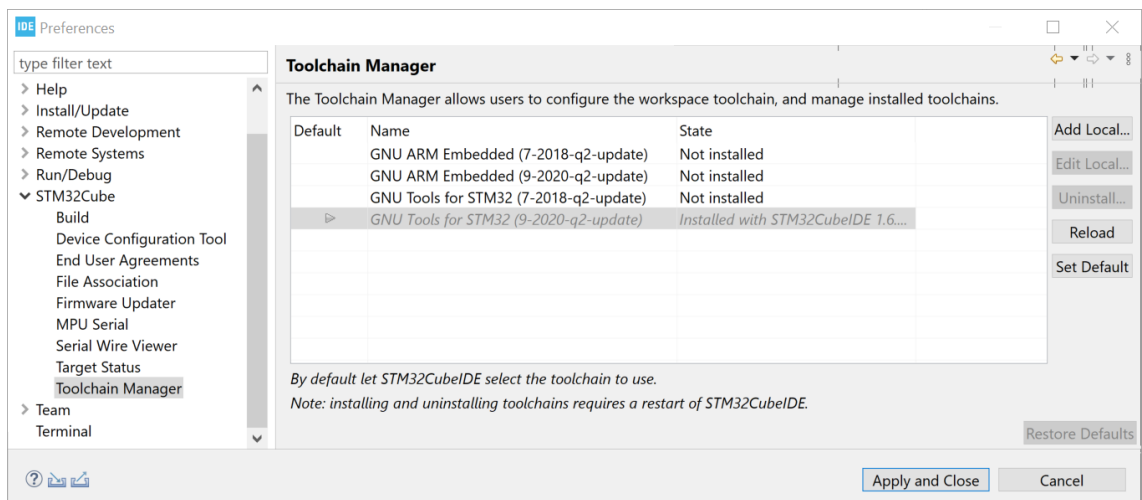 IDE Preferences
type filter text
Help
Install/Update
Remote Development
Remote Systems
Run/Debug
STM32Cube
Build
Device Configuration Tool
End User Agreements
File Association
Firmware Updater
MPU Serial
Serial Wire Viewer
Target Status
Toolchain Manager
Team
Terminal
Toolchain Manager
The Toolchain Manager allows users to configure the workspace toolchain, and manage installed toolchains.
Default Name State
GNU ARM Embedded (7-2018-q2-update) Not installed
GNU ARM Embedded (9-2020-q2-update) Not installed
GNU Tools for STM32 (7-2018-q2-update) Not installed
GNU Tools for STM32 (9-2020-q2-update) Installed with STM32CubeIDE 1.6....
Add Local...
Edit Local...
Uninstall...
Reload
Set Default
By default let STM32CubeIDE select the toolchain to use.
Note: installing and uninstalling toolchains requires a restart of STM32CubeIDE.
Restore Defaults
Apply and Close Cancel